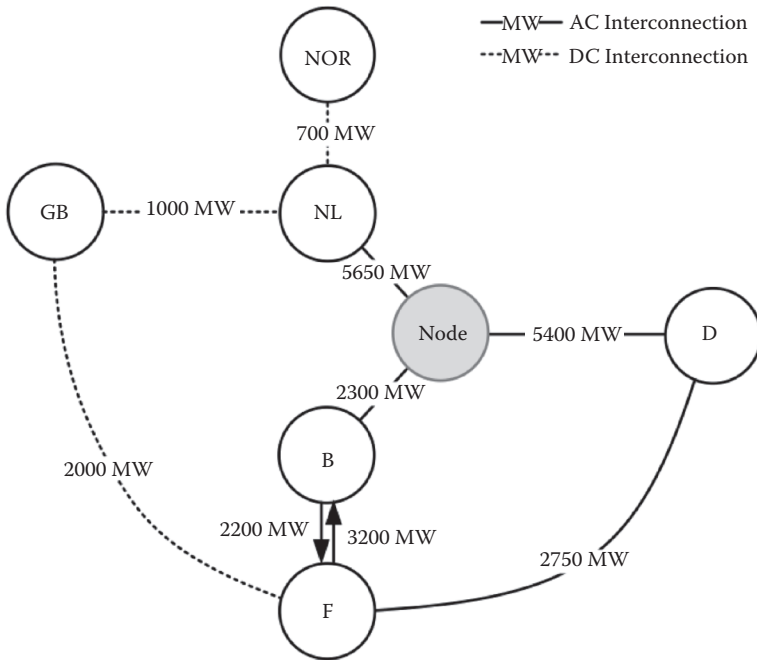 MW AC Interconnection
NOR
MW DC Interconnection
700 MW
GB
1000 MW
NL
5650 MW
Node
5400 MW
D
2300 MW
B
2000 MW
2200 MW
3200 MW
2750 MW
F